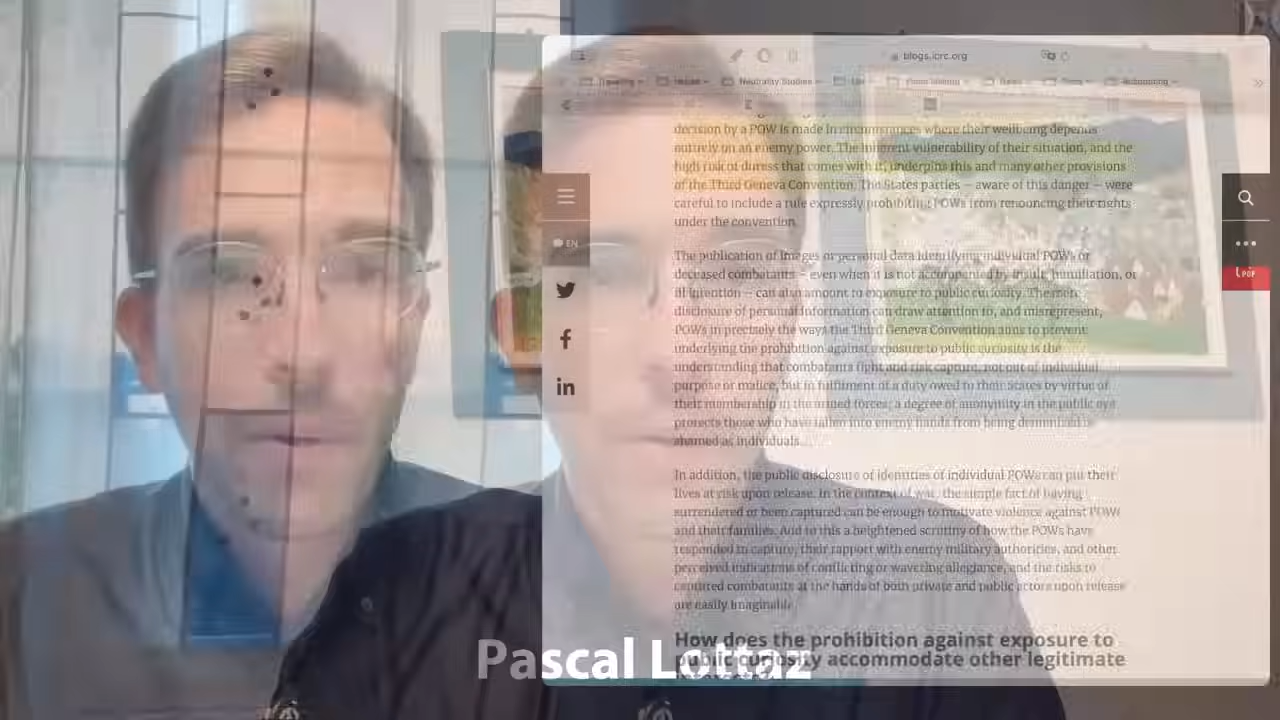 blogs.icrc.org
Neutrality Studies
decision by a POW is made in circumstances where their wellbeing depends
entirely on an enemy power. The inherent vulnerability of their situation, and the
high risk of duress that comes with it, underpins this and many other provisions
of the Third Geneva Convention. The States parties – aware of this danger – were
careful to include a rule expressly prohibiting POWs from renouncing their rights
under the convention.
EN
POP
The publication of images or personal data identifying individual POWs or
deceased combatants – even when it is not accompanied by insult, humiliation, or
ill intention – can also amount to exposure to public curiosity. The mere
disclosure of personal information can draw attention to, and misrepresent,
POWs in precisely the ways the Third Geneva Convention aims to prevent:
underlying the prohibition against exposure to public curiosity is the
understanding that combatants fight and risk capture, not out of individual
purpose or malice, but in fulfilment of a duty owed to their States by virtue of
their membership in the armed forces; a degree of anonymity in the public eye
protects those who have fallen into enemy hands from being demonized or
shamed as individuals.
In addition, the public disclosure of identities of individual POWs can put their
lives at risk upon release. In the context of war, the simple fact of having
surrendered or been captured can be enough to motivate violence against POWs
and their families. Add to this a heightened scrutiny of how the POWs have
responded to capture, their rapport with enemy military authorities, and other
perceived indications of conflicting or wavering allegiance, and the risks to
captured combatants at the hands of both private and public actors upon release
are easily imaginable.
How does the prohibition against exposure to
public curiosity accommodate other legitimate
Pascal Lottaz